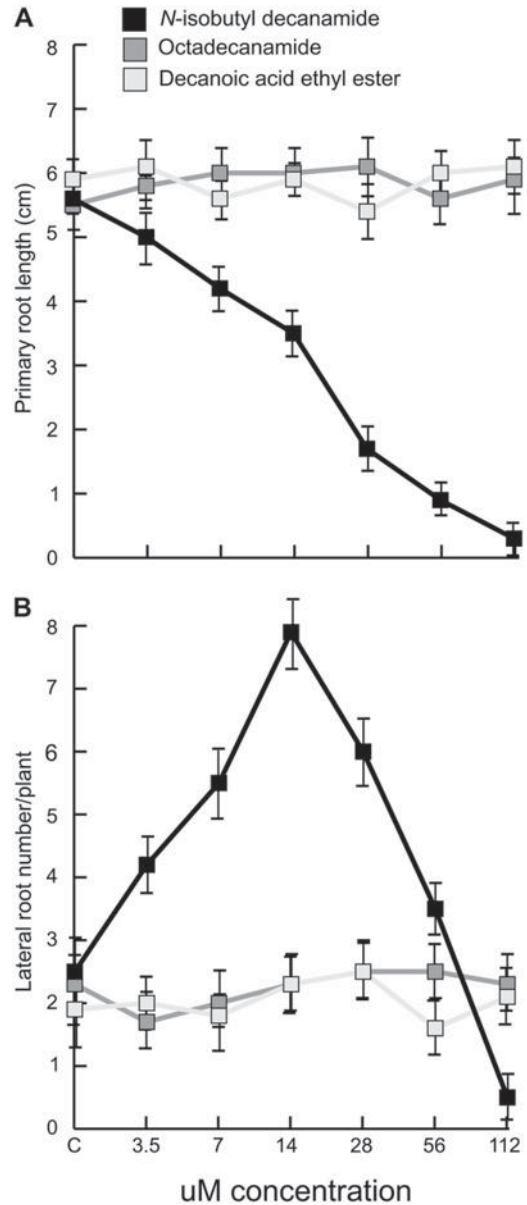 A
N-isobutyl decanamide
Octadecanamide
Decanoic acid ethyl ester
8
7
6
5
4
3
2
1
0
Primary root length (cm)
B
8
7
6
5
4
3
2
1
0
Lateral root number/plant
C 3.5 7 14 28 56 112
uM concentration